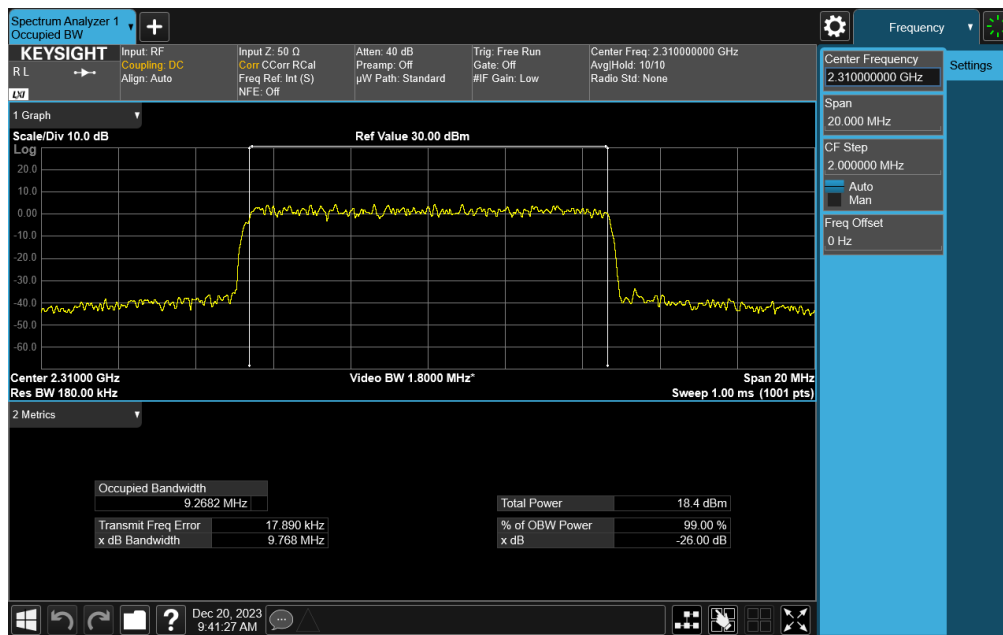 Spectrum Analyzer 1
Occupied BW
Frequency
KEYSIGHT
R L
LXI
Input: RF
Coupling: DC
Align: Auto
Input Z: 50 Ω
Corr CCorr RCal
Freq Ref: Int (S)
NFE: Off
Atten: 40 dB
Preamp: Off
µW Path: Standard
Trig: Free Run
Gate: Off
#IF Gain: Low
Center Freq: 2.310000000 GHz
Avg|Hold: 10/10
Radio Std: None
Center Frequency
2.310000000 GHz
Settings
Span
20.000 MHz
CF Step
2.000000 MHz
Auto
Man
Freq Offset
0 Hz
1 Graph
Scale/Div 10.0 dB
Ref Value 30.00 dBm
Log
20.0
10.0
0.00
-10.0
-20.0
-30.0
-40.0
-50.0
-60.0
Center 2.31000 GHz
Video BW 1.8000 MHz*
Span 20 MHz
Res BW 180.00 kHz
Sweep 1.00 ms (1001 pts)
2 Metrics
Occupied Bandwidth
9.2682 MHz
Total Power 18.4 dBm
Transmit Freq Error 17.890 kHz
% of OBW Power 99.00 %
x dB Bandwidth 9.768 MHz
x dB -26.00 dB
Dec 20, 2023
9:41:27 AM